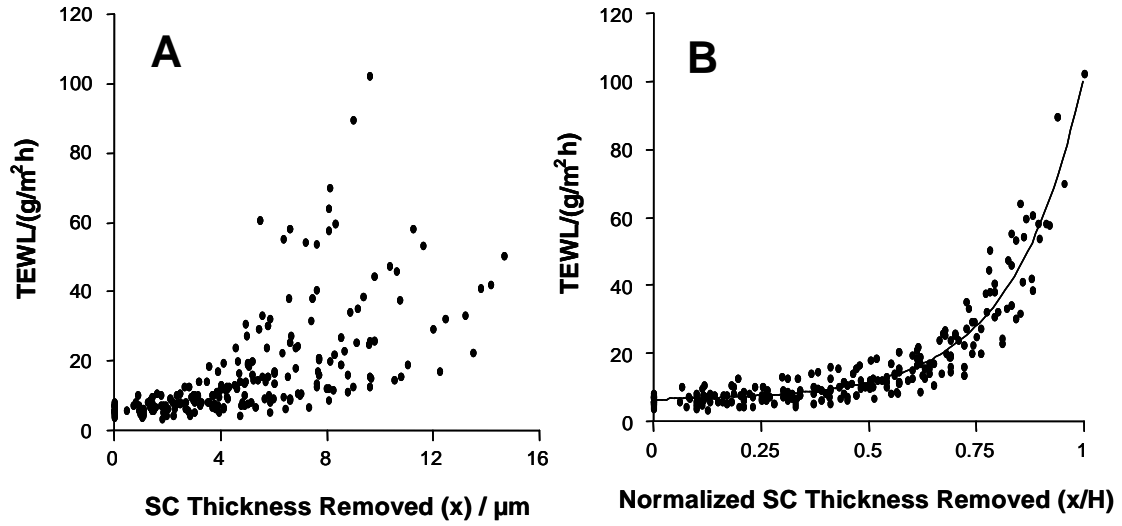 A
TEWL/(g/m²h)
120
100
80
60
40
20
0
0 4 8 12 16
SC Thickness Removed (x) / µm
B
TEWL/(g/m²h)
120
100
80
60
40
20
0
0 0.25 0.5 0.75 1
Normalized SC Thickness Removed (x/H)